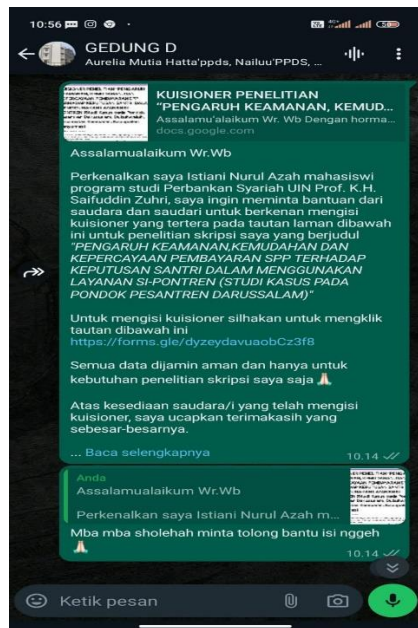 10:56
GEDUNG D
Aurelia Mutia Hatta'ppds, Nailuu'PPDS, ...
KUISIONER PENELITIAN
"PENGARUH KEAMANAN, KEMUD...
Assalamu'alaikum Wr. Wb Dengan horma...
docs.google.com
Assalamualaikum Wr.Wb
Perkenalkan saya Istiani Nurul Azah mahasiswi
program studi Perbankan Syariah UIN Prof. K.H.
Saifuddin Zuhri, saya ingin meminta bantuan dari
saudara dan saudari untuk berkenan mengisi
kuisioner yang tertera pada tautan laman dibawah
ini untuk penelitian skripsi saya yang berjudul
"PENGARUH KEAMANAN,KEMUDAHAN DAN
KEPERCAYAAN PEMBAYARAN SPP TERHADAP
KEPUTUSAN SANTRI DALAM MENGGUNAKAN
LAYANAN SI-PONTREN (STUDI KASUS PADA
PONDOK PESANTREN DARUSSALAM)"
Untuk mengisi kuisioner silhakan untuk mengklik
tautan dibawah ini
https://forms.gle/dyzeydavuaobCz3f8
Semua data dijamin aman dan hanya untuk
kebutuhan penelitian skripsi saya saja 🙏🏻
Atas kesediaan saudara/i yang telah mengisi
kuisioner, saya ucapkan terimakasih yang
sebesar-besarnya.
... Baca selengkapnya
10.14
Anda
Assalamualaikum Wr.Wb
Perkenalkan saya Istiani Nurul Azah m...
Mba mba sholehah minta tolong bantu isi nggeh
🙏🏻
10.14
Ketik pesan